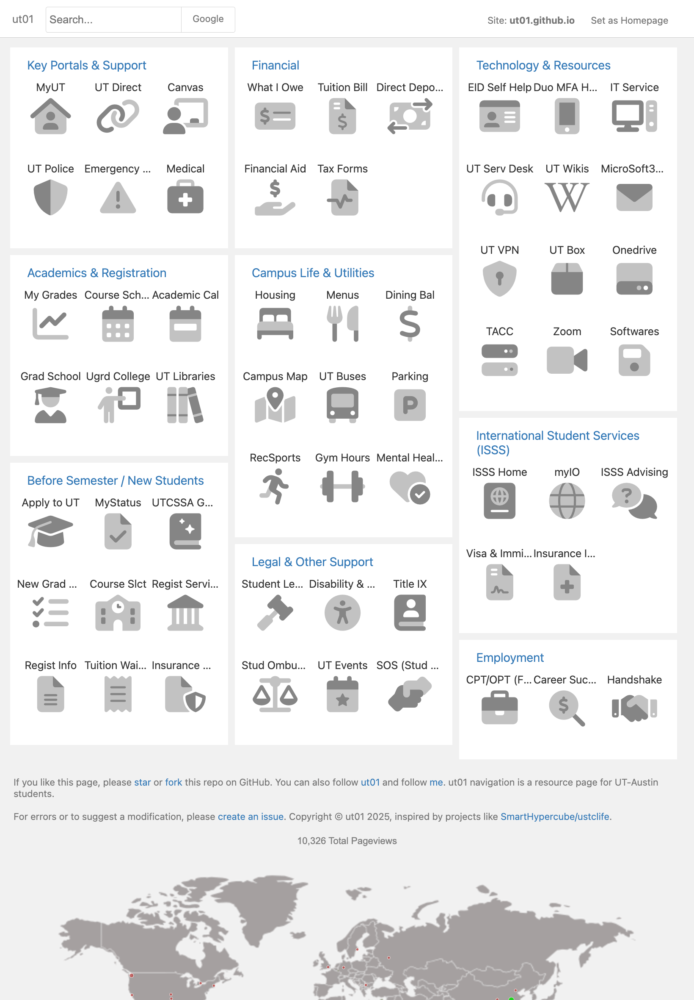 ut01
Search...
Google
Site: ut01.github.io
Set as Homepage
Key Portals & Support
MyUT UT Direct Canvas
UT Police Emergency ... Medical
Academics & Registration
My Grades Course Sch... Academic Cal
Grad School Ugrd College UT Libraries
Before Semester / New Students
Apply to UT MyStatus UTCSSA G...
New Grad ... Course Slct Regist Servi...
Regist Info Tuition Wai... Insurance ...
Financial
What I Owe Tuition Bill Direct Depo...
$ $
Financial Aid Tax Forms
$
Campus Life & Utilities
Housing Menus Dining Bal
$
Campus Map UT Buses Parking
P
RecSports Gym Hours Mental Heal...
Legal & Other Support
Student Le... Disability & ... Title IX
Stud Ombu... UT Events SOS (Stud ...
Technology & Resources
EID Self Help Duo MFA H... IT Service
UT Serv Desk UT Wikis MicroSoft3...
W
UT VPN UT Box Onedrive
TACC Zoom Softwares
International Student Services
(ISSS)
ISSS Home myIO ISSS Advising
?
Visa & Immi... Insurance I...
Employment
CPT/OPT (F... Career Suc... Handshake
$
If you like this page, please star or fork this repo on GitHub. You can also follow ut01 and follow me. ut01 navigation is a resource page for UT-Austin
students.
For errors or to suggest a modification, please create an issue. Copyright © ut01 2025, inspired by projects like SmartHypercube/ustclife.
10,326 Total Pageviews